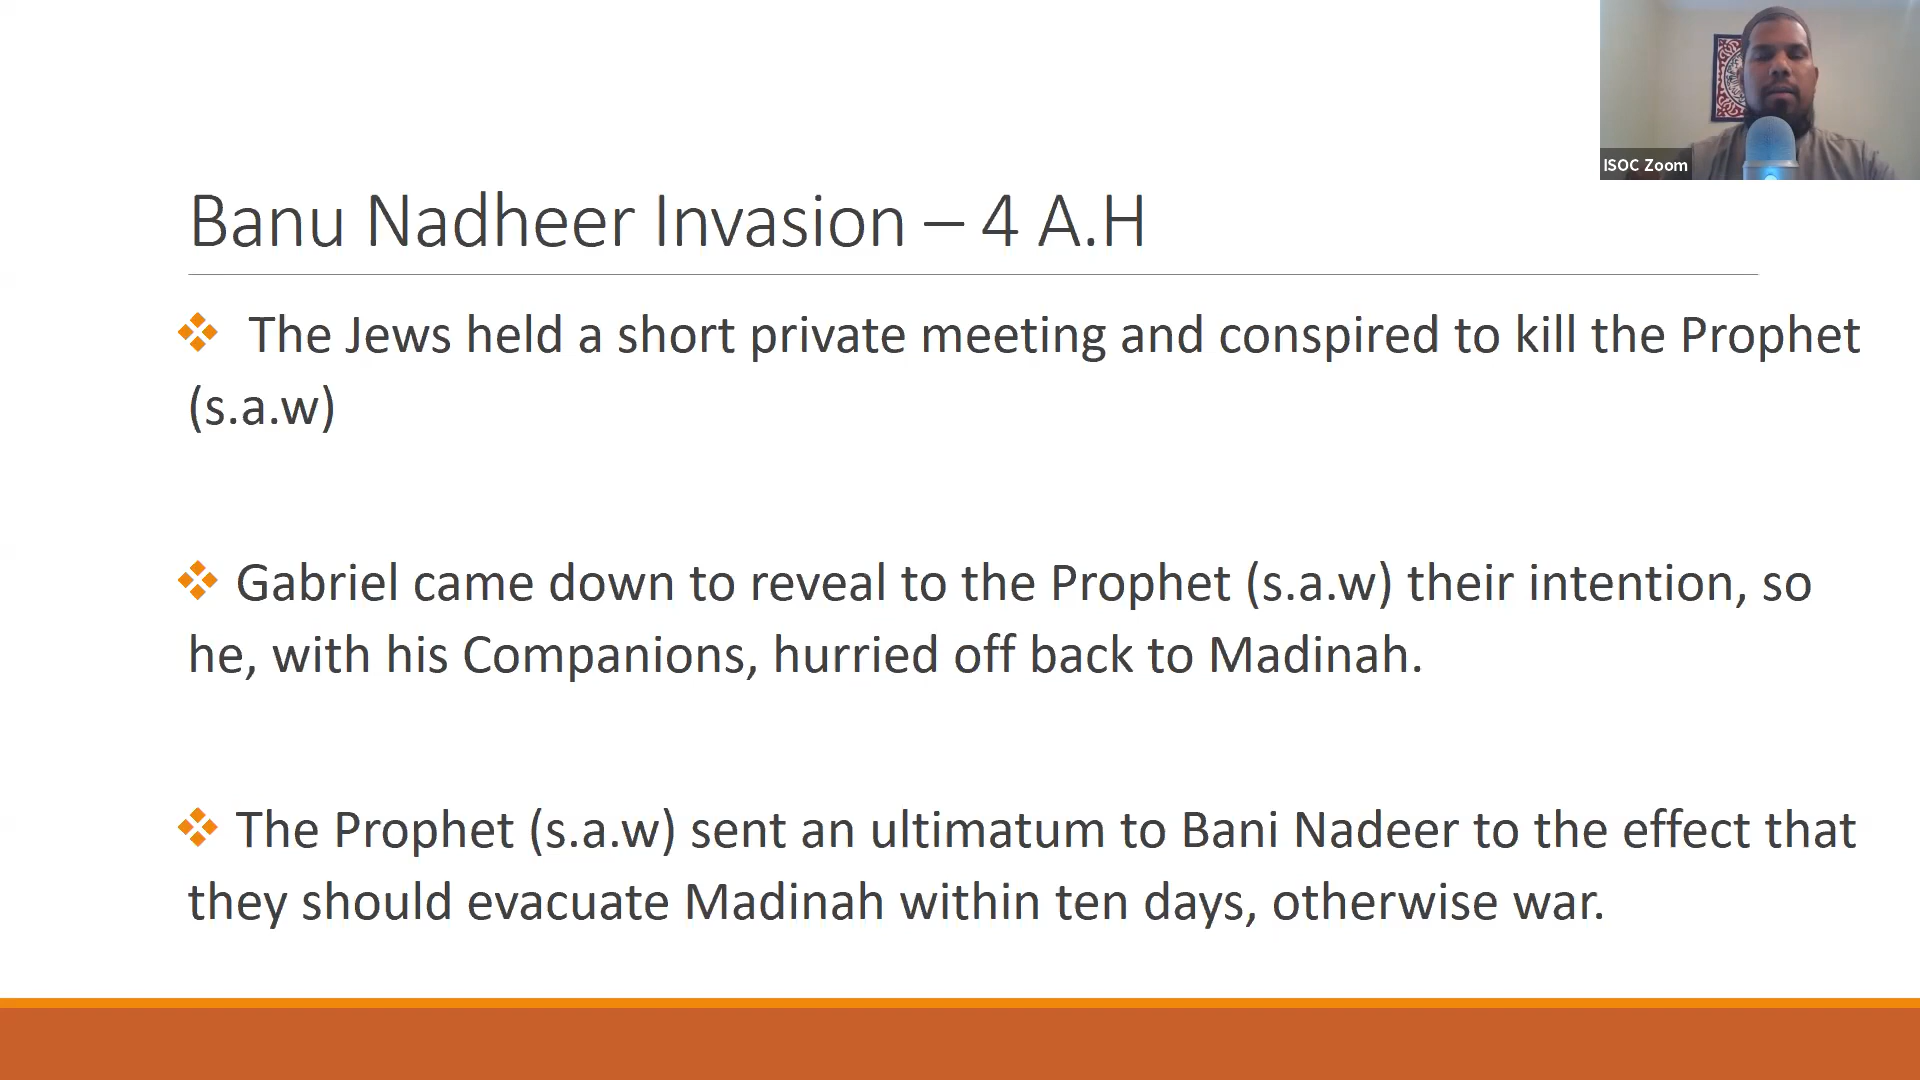 ISOC Zoom
Banu Nadheer Invasion – 4 A.H
The Jews held a short private meeting and conspired to kill the Prophet
(s.a.w)
Gabriel came down to reveal to the Prophet (s.a.w) their intention, so
he, with his Companions, hurried off back to Madinah.
The Prophet (s.a.w) sent an ultimatum to Bani Nadeer to the effect that
they should evacuate Madinah within ten days, otherwise war.